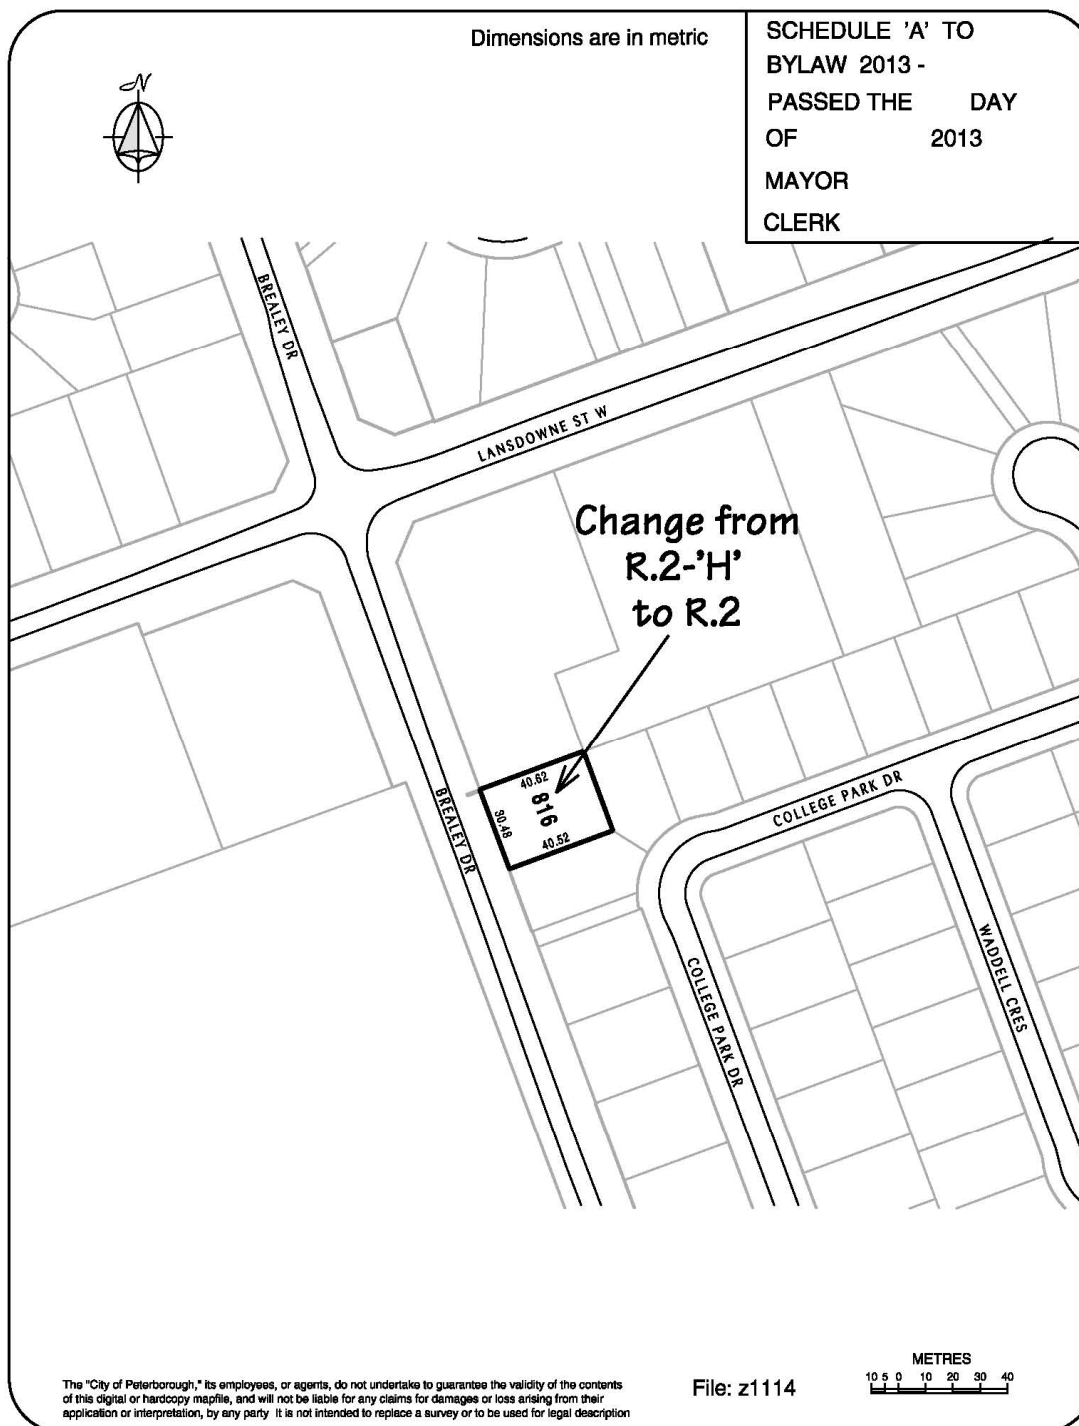 Dimensions are in metric
SCHEDULE 'A' TO
BYLAW 2013 -
PASSED THE DAY
OF 2013
MAYOR
CLERK
N
BREALEY DR
LANSDOWNE ST W
Change from
R.2-'H'
to R.2
40.62
816
30.48
40.52
BREALEY DR
COLLEGE PARK DR
COLLEGE PARK DR
WADDELL CRES
The "City of Peterborough," its employees, or agents, do not undertake to guarantee the validity of the contents
of this digital or hardcopy mapfile, and will not be liable for any claims for damages or loss arising from their
application or interpretation, by any party It is not intended to replace a survey or to be used for legal description
File: z1114
METRES
10 5 0 10 20 30 40